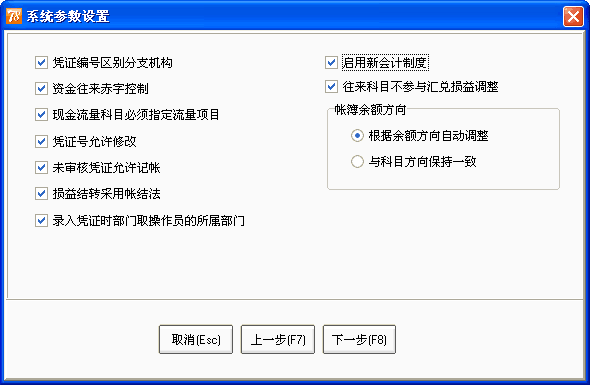 系统参数设置
凭证编号区别分支机构
资金往来赤字控制
现金流量科目必须指定流量项目
凭证号允许修改
未审核凭证允许记帐
损益结转采用帐结法
录入凭证时部门取操作员的所属部门
启用新会计制度
往来科目不参与汇兑损益调整
帐簿余额方向
根据余额方向自动调整
与科目方向保持一致
取消(Esc) 上一步(F7) 下一步(F8)